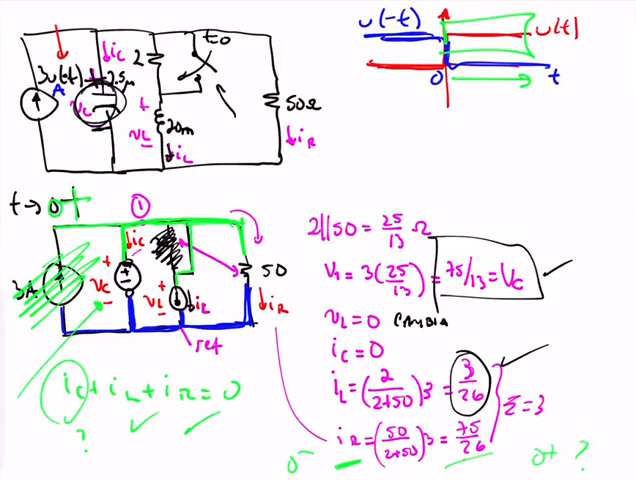 u(-t)
u(t)
0
t
ic
to
3u(-t)
A
2.5m
2
+
vc
vL
20m
iL
50Ω
iR
t→0+
①
3A
ic
+
vc
-
+
vL
-
iL
50
iR
ref
ic+iL+iR=0
?
2||50 = 25/13 Ω
V1 = 3(25/13) = 75/13 = Vc
vL=0 CAMBIA
ic=0
iL=(2/(2+50))3 = 3/26
iR=(50/(2+50))3 = 75/26
Σ=3
0-
0+ ?